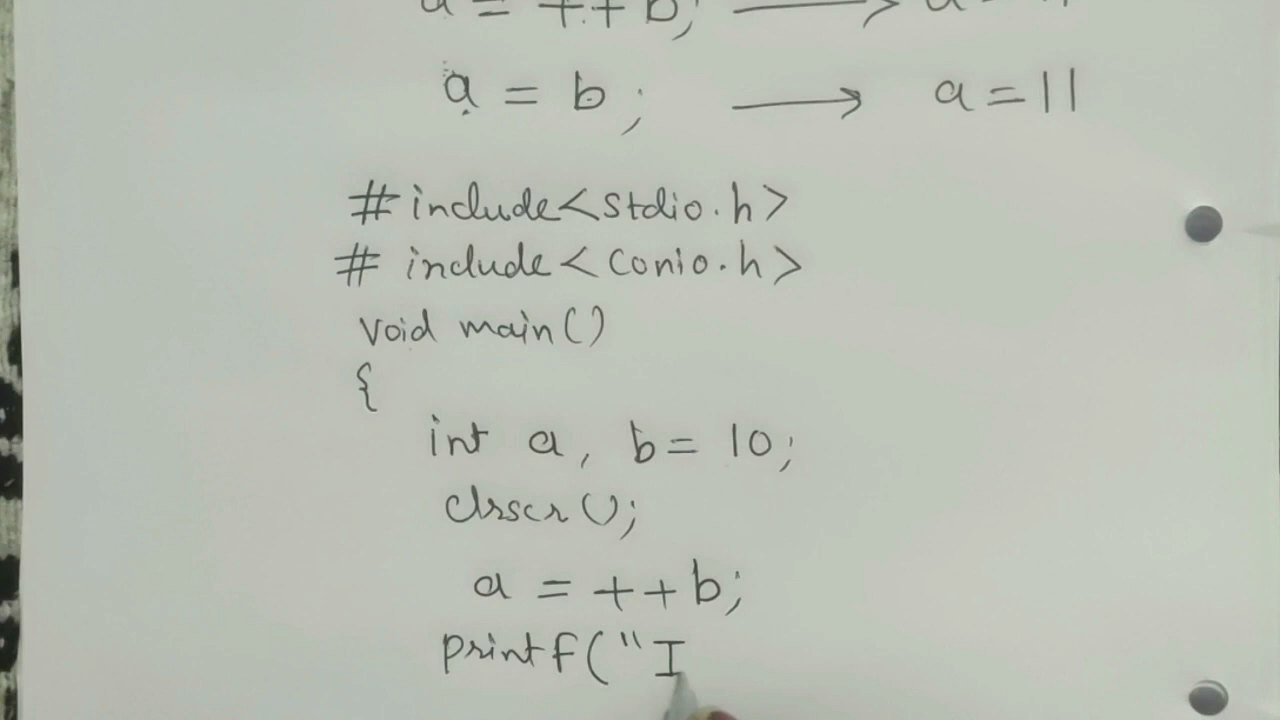 a = ++b;
a = b; → a=11
#include<stdio.h>
# include<conio.h>
void main()
{
int a, b= 10;
clrscr();
a = ++b;
printf("I